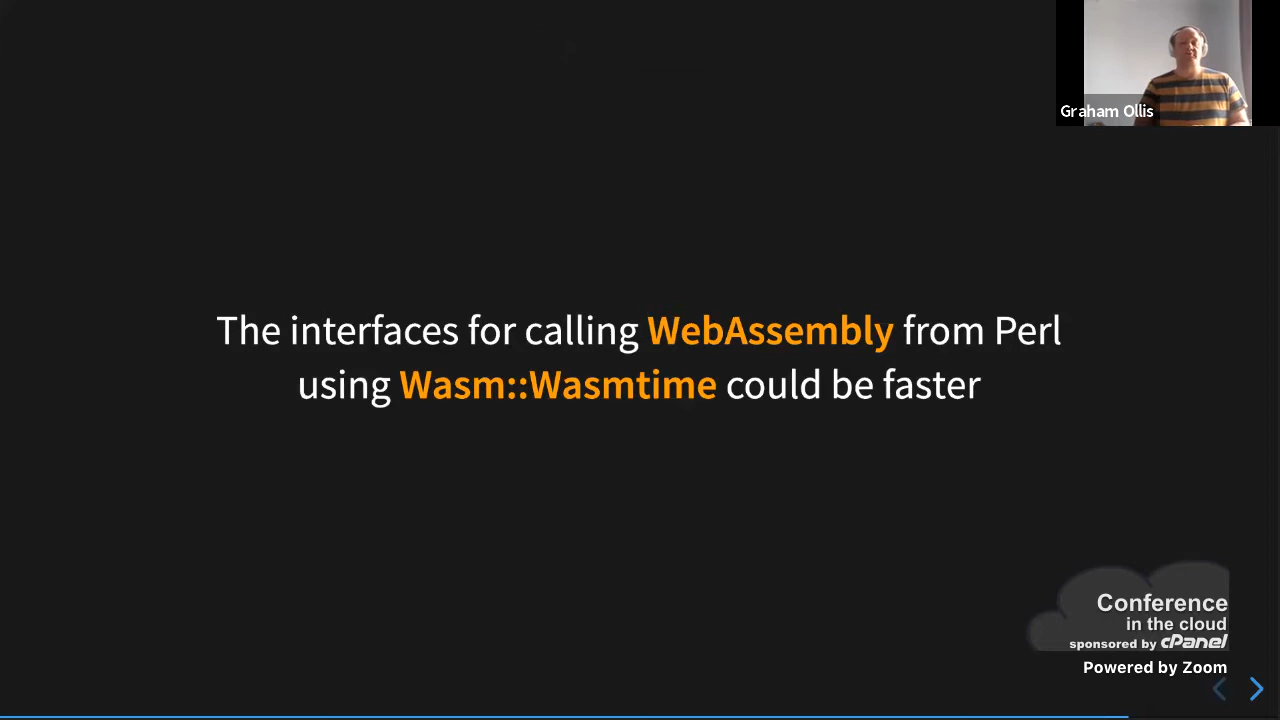 Graham Ollis
The interfaces for calling WebAssembly from Perl
using Wasm::Wasmtime could be faster
Conference
in the cloud
sponsored by cPanel
Powered by Zoom